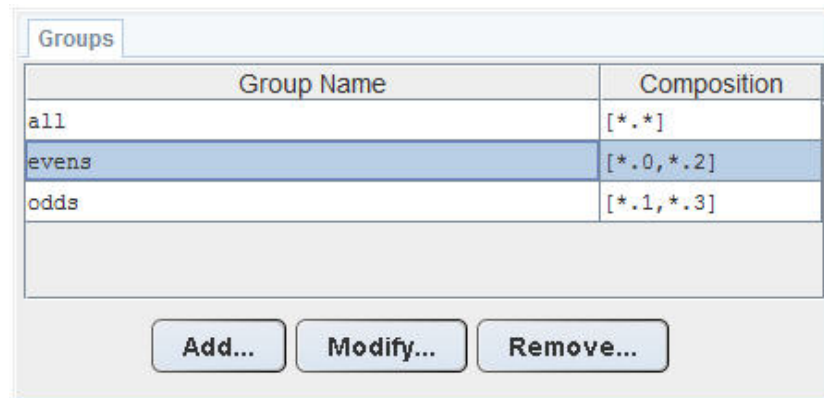 Groups
Group Name Composition
all [*.*]
evens [*.0,*.2]
odds [*.1,*.3]
Add... Modify... Remove...